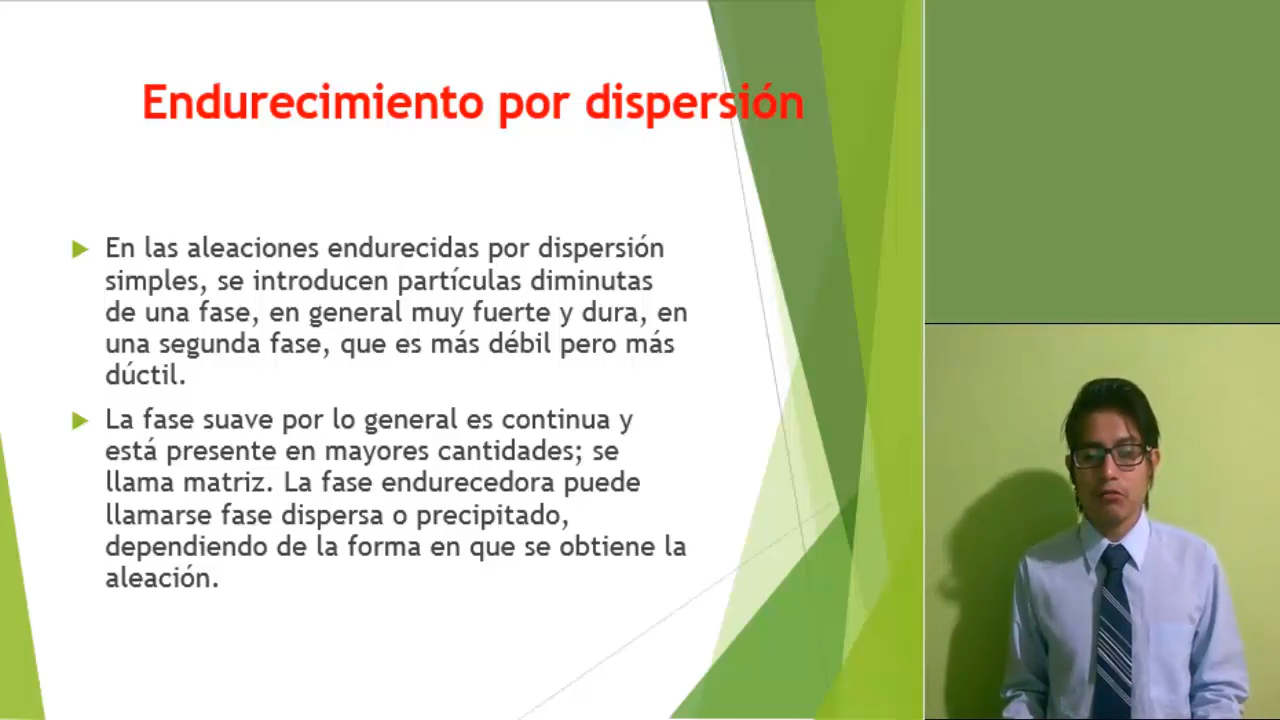 Endurecimiento por dispersión
En las aleaciones endurecidas por dispersión
simples, se introducen partículas diminutas
de una fase, en general muy fuerte y dura, en
una segunda fase, que es más débil pero más
dúctil.
La fase suave por lo general es continua y
está presente en mayores cantidades; se
llama matriz. La fase endurecedora puede
llamarse fase dispersa o precipitado,
dependiendo de la forma en que se obtiene la
aleación.